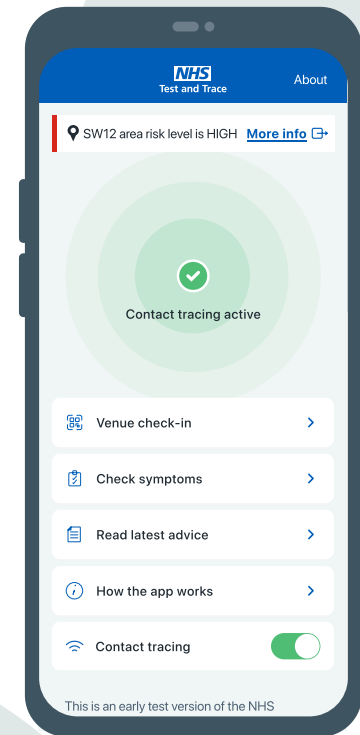 NHS
Test and Trace
About
SW12 area risk level is HIGH More info
Contact tracing active
Venue check-in
Check symptoms
Read latest advice
How the app works
Contact tracing
This is an early test version of the NHS